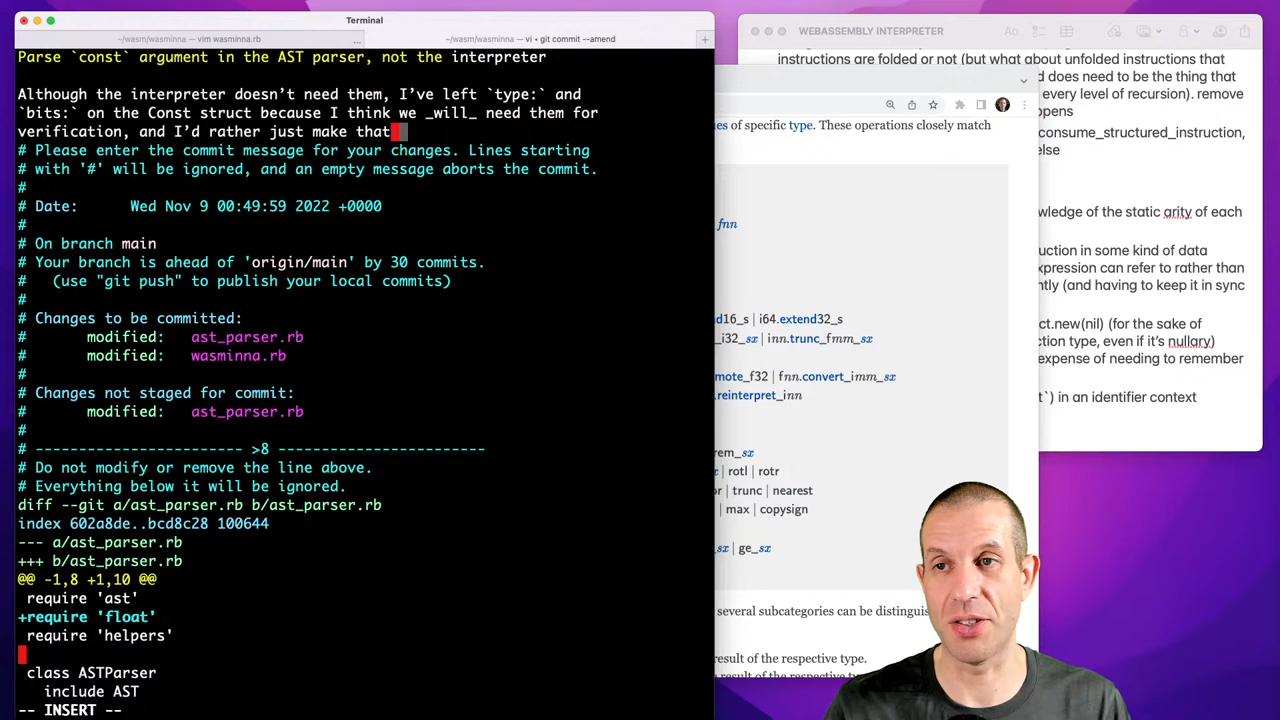 Terminal
~/wasm/wasminna — vim wasminna.rb
...
~/wasm/wasminna — vi • git commit --amend
+
Parse `const` argument in the AST parser, not the interpreter
Although the interpreter doesn’t need them, I’ve left `type:` and
`bits:` on the Const struct because I think we _will_ need them for
verification, and I’d rather just make that
# Please enter the commit message for your changes. Lines starting
# with '#' will be ignored, and an empty message aborts the commit.
#
# Date:      Wed Nov 9 00:49:59 2022 +0000
#
# On branch main
# Your branch is ahead of 'origin/main' by 30 commits.
#   (use "git push" to publish your local commits)
#
# Changes to be committed:
#       modified:   ast_parser.rb
#       modified:   wasminna.rb
#
# Changes not staged for commit:
#       modified:   ast_parser.rb
#
# ------------------------ >8 ------------------------
# Do not modify or remove the line above.
# Everything below it will be ignored.
diff --git a/ast_parser.rb b/ast_parser.rb
index 602a8de..bcd8c28 100644
--- a/ast_parser.rb
+++ b/ast_parser.rb
@@ -1,8 +1,10 @@
 require 'ast'
+require 'float'
 require 'helpers'
 class ASTParser
   include AST
-- INSERT --
WEBASSEMBLY INTERPRETER
Aa
instructions are folded or not (but what about unfolded instructions that
d does need to be the thing that
every level of recursion). remove
opens
consume_structured_instruction,
else
wledge of the static arity of each
uction in some kind of data
xpression can refer to rather than
ntly (and having to keep it in sync
ct.new(nil) (for the sake of
ction type, even if it’s nullary)
expense of needing to remember
t`) in an identifier context
es of specific type. These operations closely match
fnn
d16_s | i64.extend32_s
_i32_sx | inn.trunc_fmm_sx
mote_f32 | fnn.convert_imm_sx
.reinterpret_inn
rem_sx
| rotl | rotr
or | trunc | nearest
| max | copysign
_sx | ge_sx
several subcategories can be distinguis
result of the respective type.